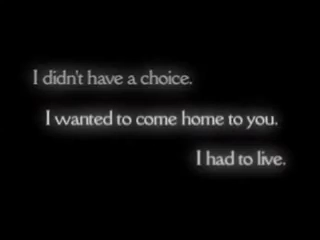 I didn't have a choice.
I wanted to come home to you.
I had to live.